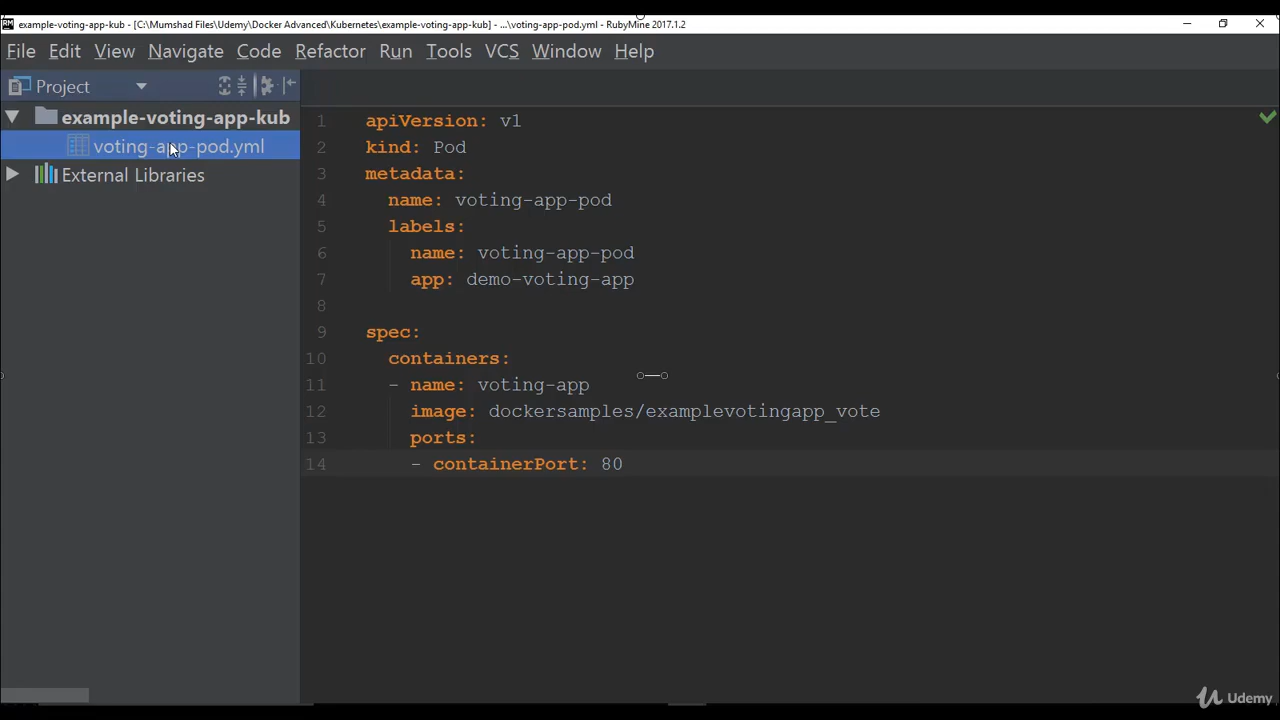 example-voting-app-kub - [C:\Mumshad Files\Udemy\Docker Advanced\Kubernetes\example-voting-app-kub] - ...\voting-app-pod.yml - RubyMine 2017.1.2
File Edit View Navigate Code Refactor Run Tools VCS Window Help
Project
example-voting-app-kub
voting-app-pod.yml
External Libraries
1 apiVersion: v1
2 kind: Pod
3 metadata:
4 name: voting-app-pod
5 labels:
6 name: voting-app-pod
7 app: demo-voting-app
8
9 spec:
10 containers:
11 - name: voting-app
12 image: dockersamples/examplevotingapp_vote
13 ports:
14 - containerPort: 80
Udemy